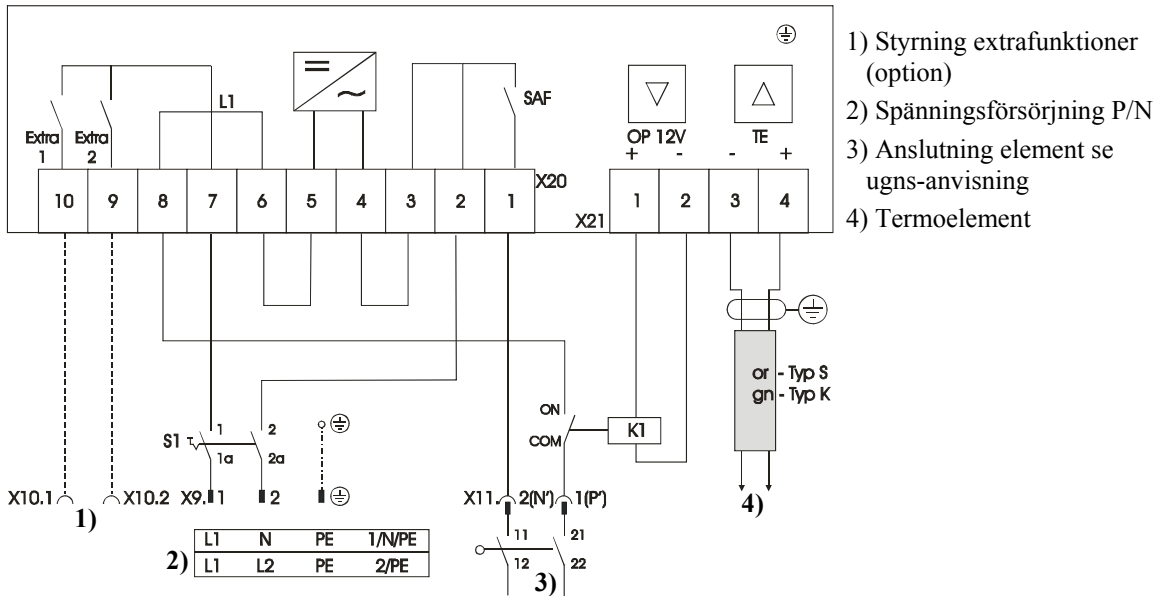 1) Styrning extrafunktioner
(option)
2) Spänningsförsörjning P/N
3) Anslutning element se
ugns-anvisning
4) Termoelement
L1
SAF
Extra
1
Extra
2
OP 12V
+ -
TE
- +
X20
10 9 8 7 6 5 4 3 2 1
X21
1 2 3 4
or - Typ S
gn - Typ K
S1
1 2
1a 2a
ON
COM
K1
X10.1 X10.2 X9. 1 2
X11. 2(N') 1(P')
1)
4)
2)
L1 N PE 1/N/PE
L1 L2 PE 2/PE
11 21
12 22
3)